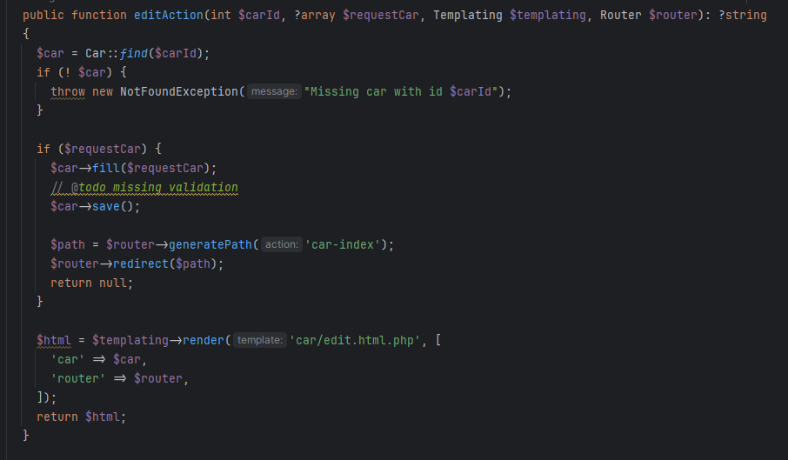 public function editAction(int $carId, ?array $requestCar, Templating $templating, Router $router): ?string
{
$car = Car::find($carId);
if (! $car) {
throw new NotFoundException( message: "Missing car with id $carId");
}
if ($requestCar) {
$car->fill($requestCar);
// @todo missing validation
$car->save();
$path = $router->generatePath( action: 'car-index');
$router->redirect($path);
return null;
}
$html = $templating->render( template: 'car/edit.html.php', [
'car' => $car,
'router' => $router,
]);
return $html;
}